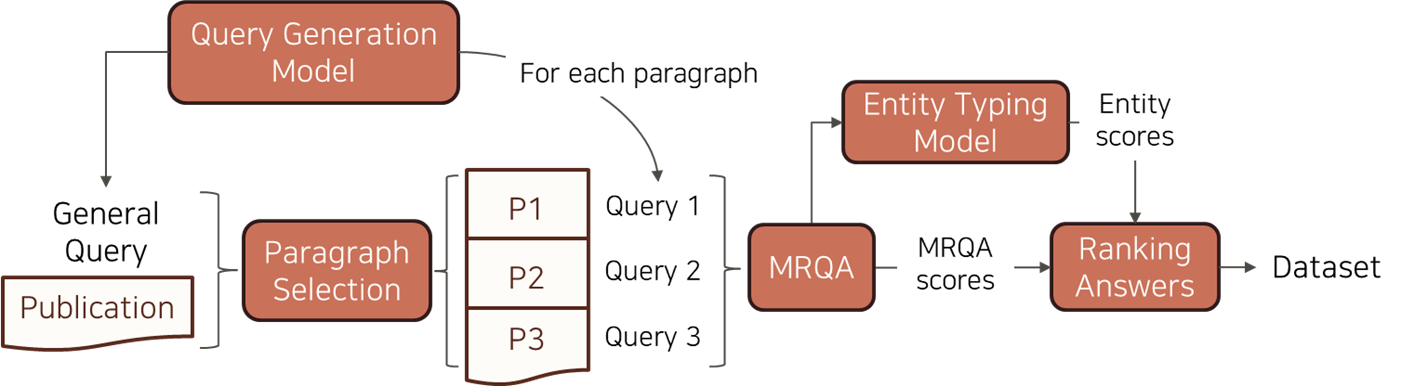 Query Generation
Model
For each paragraph
General
Query
Publication
Paragraph
Selection
P1
Query 1
P2
Query 2
P3
Query 3
MRQA
Entity Typing
Model
Entity
scores
MRQA
scores
Ranking
Answers
Dataset